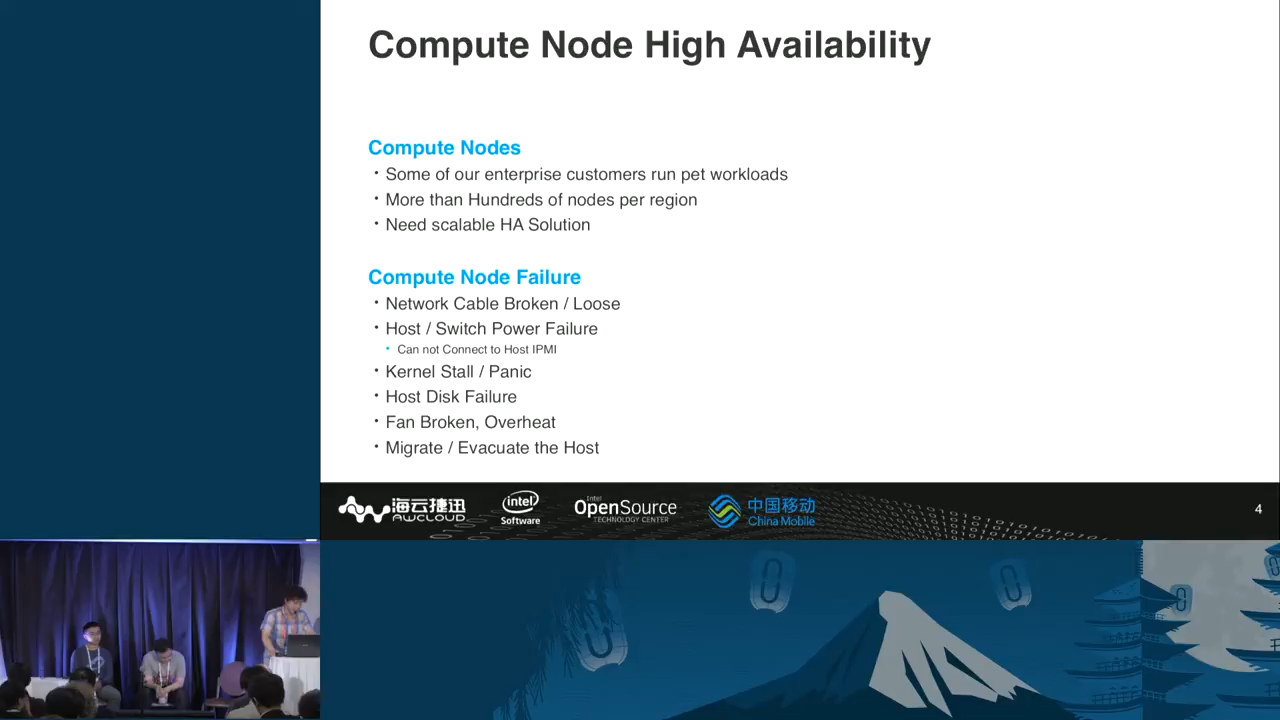 Compute Node High Availability
Compute Nodes
· Some of our enterprise customers run pet workloads
· More than Hundreds of nodes per region
· Need scalable HA Solution
Compute Node Failure
· Network Cable Broken / Loose
· Host / Switch Power Failure
· Can not Connect to Host IPMI
· Kernel Stall / Panic
· Host Disk Failure
· Fan Broken, Overheat
· Migrate / Evacuate the Host
海云捷迅
AWCLOUD
intel
Software
Intel
OpenSource
TECHNOLOGY CENTER
中国移动
China Mobile
4